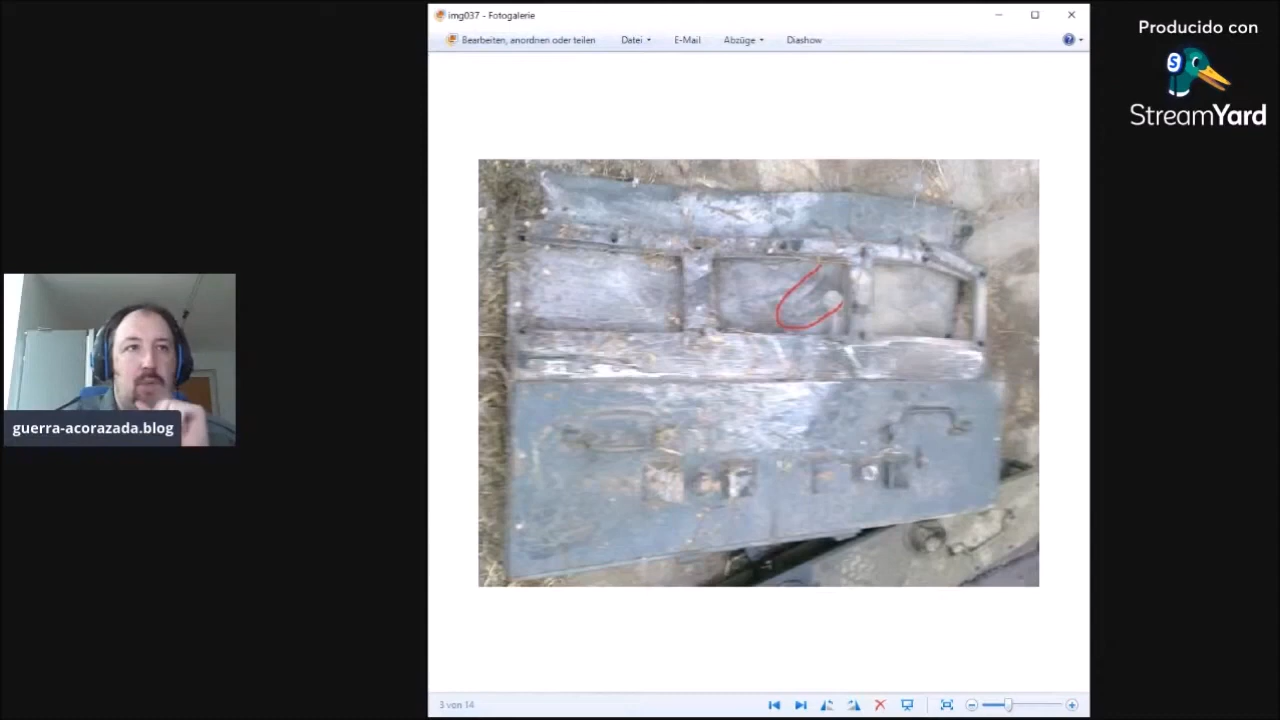 img037 - Fotogalerie
Bearbeiten, anordnen oder teilen Datei E-Mail Abzüge Diashow
Producido con
StreamYard
guerra-acorazada.blog
3 von 14